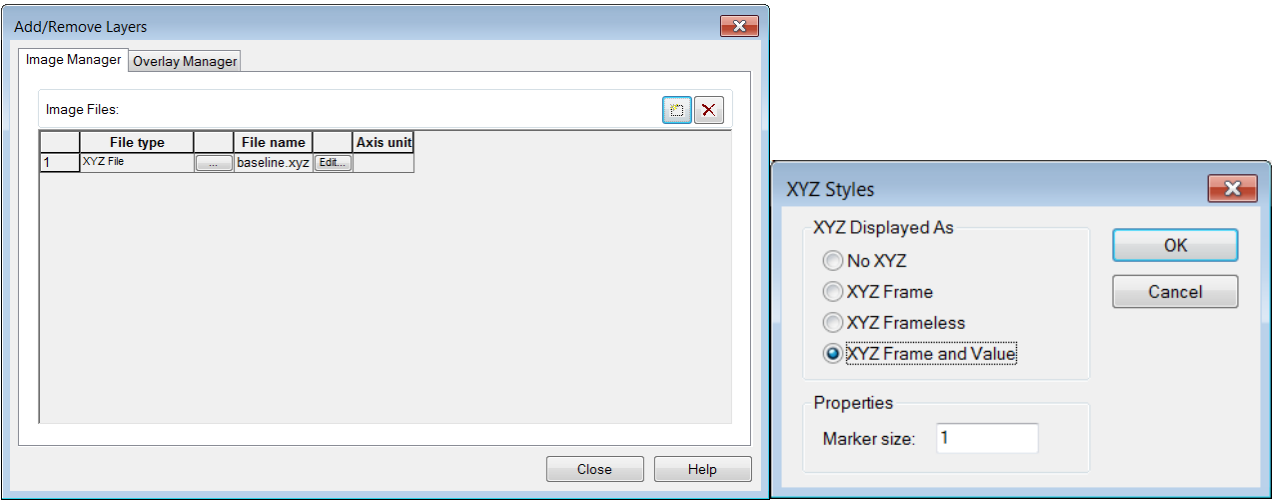 Add/Remove Layers
Image Manager Overlay Manager
Image Files:
File type File name Axis unit
1 XYZ File ... baseline.xyz Edit...
Close Help
XYZ Styles
XYZ Displayed As
No XYZ
XYZ Frame
XYZ Frameless
XYZ Frame and Value
OK
Cancel
Properties
Marker size: 1